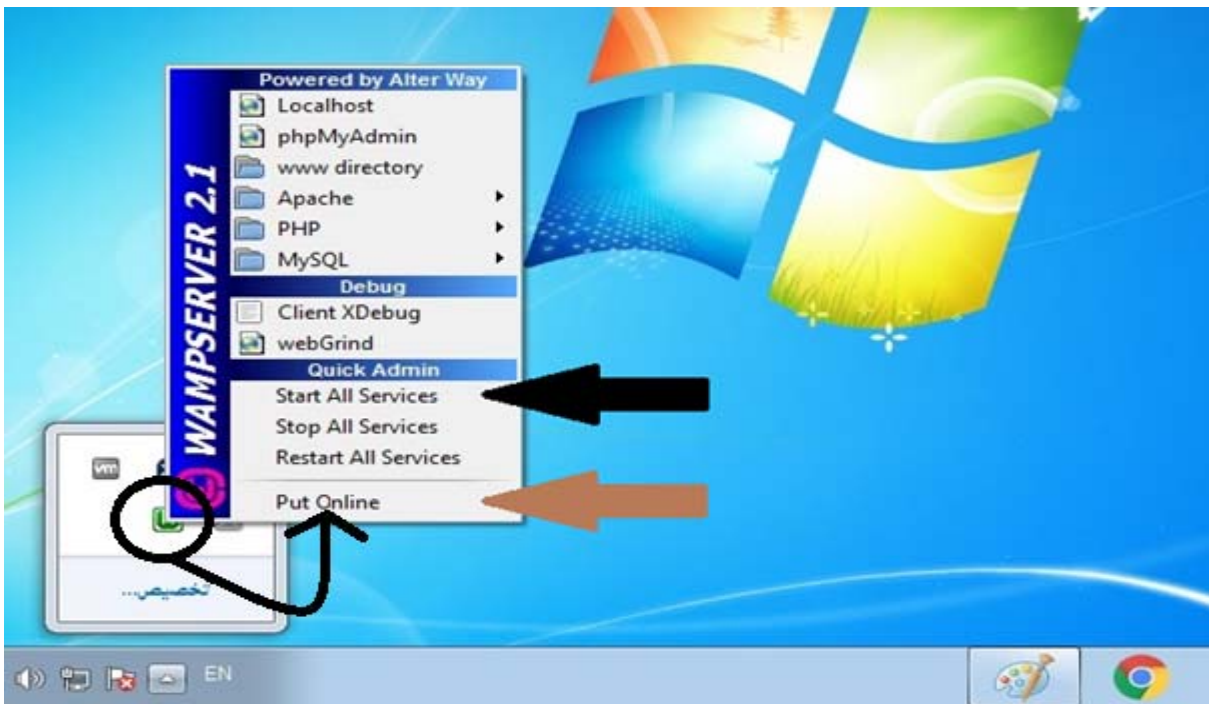 Powered by Alter Way
Localhost
phpMyAdmin
www directory
Apache
PHP
MySQL
Debug
Client XDebug
webGrind
Quick Admin
Start All Services
Stop All Services
Restart All Services
Put Online
WAMPSERVER 2.1
vm
تخصيص...
EN